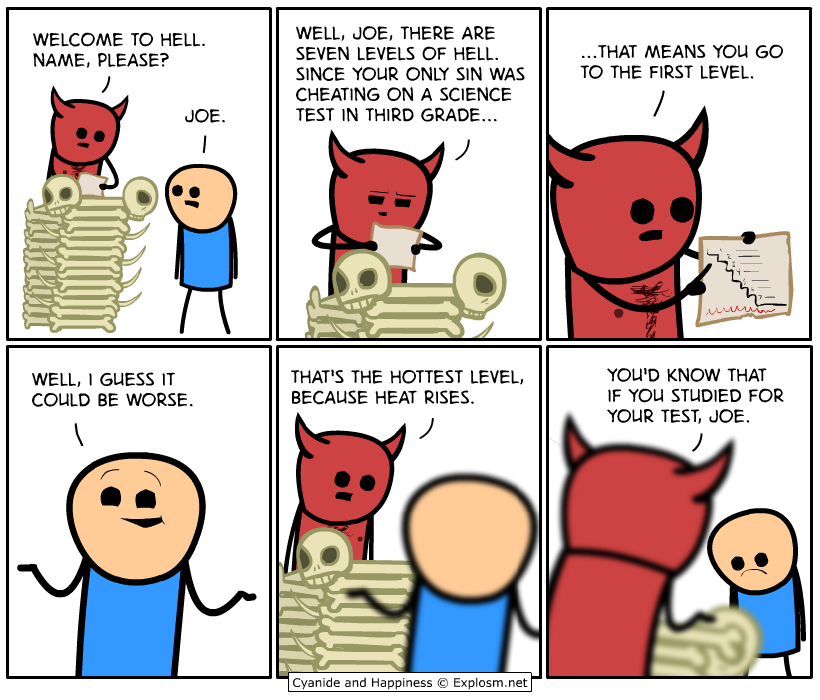 WELCOME TO HELL.
NAME, PLEASE?
JOE.
WELL, JOE, THERE ARE
SEVEN LEVELS OF HELL.
SINCE YOUR ONLY SIN WAS
CHEATING ON A SCIENCE
TEST IN THIRD GRADE...
...THAT MEANS YOU GO
TO THE FIRST LEVEL.
WELL, I GUESS IT
COULD BE WORSE.
THAT'S THE HOTTEST LEVEL,
BECAUSE HEAT RISES.
YOU'D KNOW THAT
IF YOU STUDIED FOR
YOUR TEST, JOE.
Cyanide and Happiness © Explosm.net